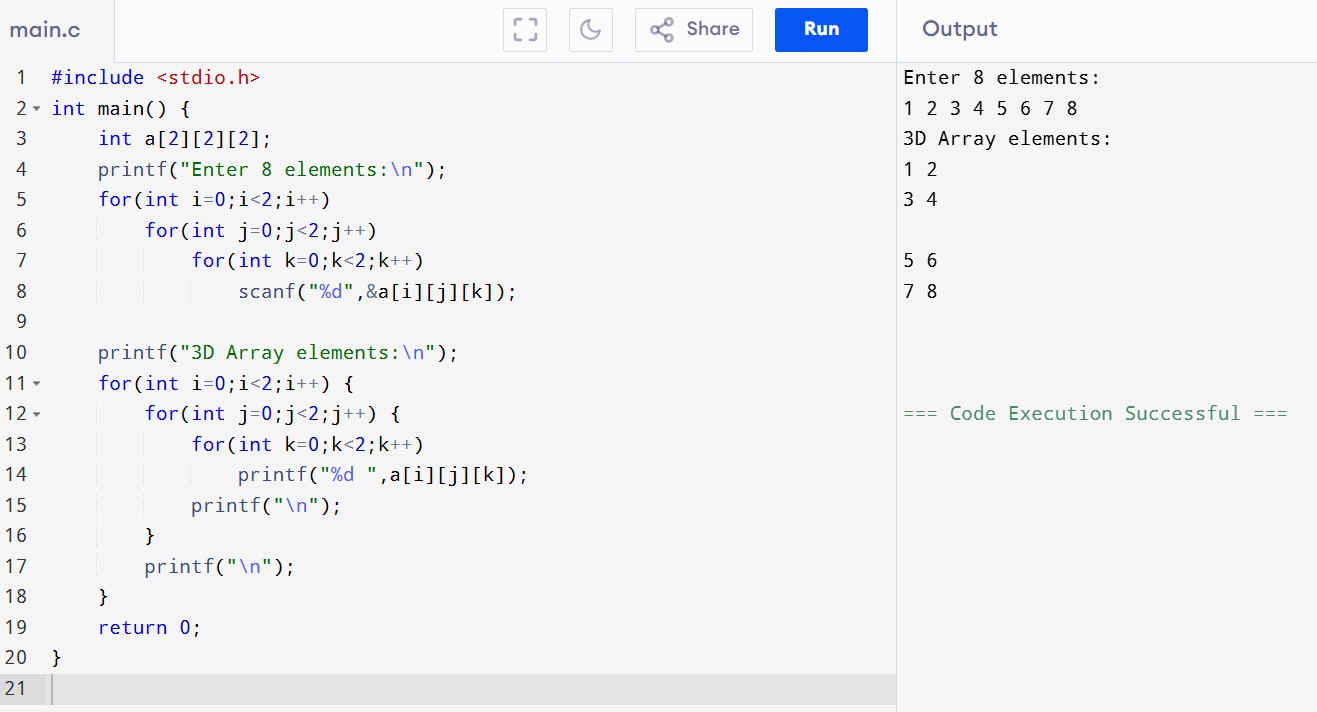 main.c
Share
Run
Output
1 #include <stdio.h>
2 int main() {
3     int a[2][2][2];
4     printf("Enter 8 elements:\n");
5     for(int i=0;i<2;i++)
6         for(int j=0;j<2;j++)
7             for(int k=0;k<2;k++)
8                 scanf("%d",&a[i][j][k]);
9
10     printf("3D Array elements:\n");
11     for(int i=0;i<2;i++) {
12         for(int j=0;j<2;j++) {
13             for(int k=0;k<2;k++)
14                 printf("%d ",a[i][j][k]);
15             printf("\n");
16         }
17         printf("\n");
18     }
19     return 0;
20 }
21
Enter 8 elements:
1 2 3 4 5 6 7 8
3D Array elements:
1 2
3 4
5 6
7 8
=== Code Execution Successful ===